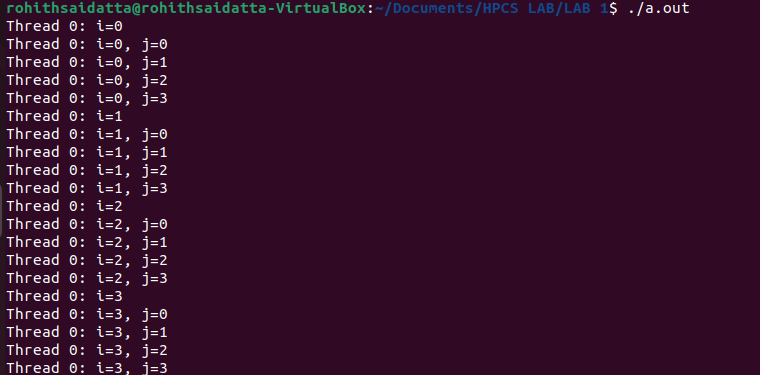 rohithsaidatta@rohithsaidatta-VirtualBox:~/Documents/HPCS LAB/LAB 1$ ./a.out
Thread 0: i=0
Thread 0: i=0, j=0
Thread 0: i=0, j=1
Thread 0: i=0, j=2
Thread 0: i=0, j=3
Thread 0: i=1
Thread 0: i=1, j=0
Thread 0: i=1, j=1
Thread 0: i=1, j=2
Thread 0: i=1, j=3
Thread 0: i=2
Thread 0: i=2, j=0
Thread 0: i=2, j=1
Thread 0: i=2, j=2
Thread 0: i=2, j=3
Thread 0: i=3
Thread 0: i=3, j=0
Thread 0: i=3, j=1
Thread 0: i=3, j=2
Thread 0: i=3, j=3